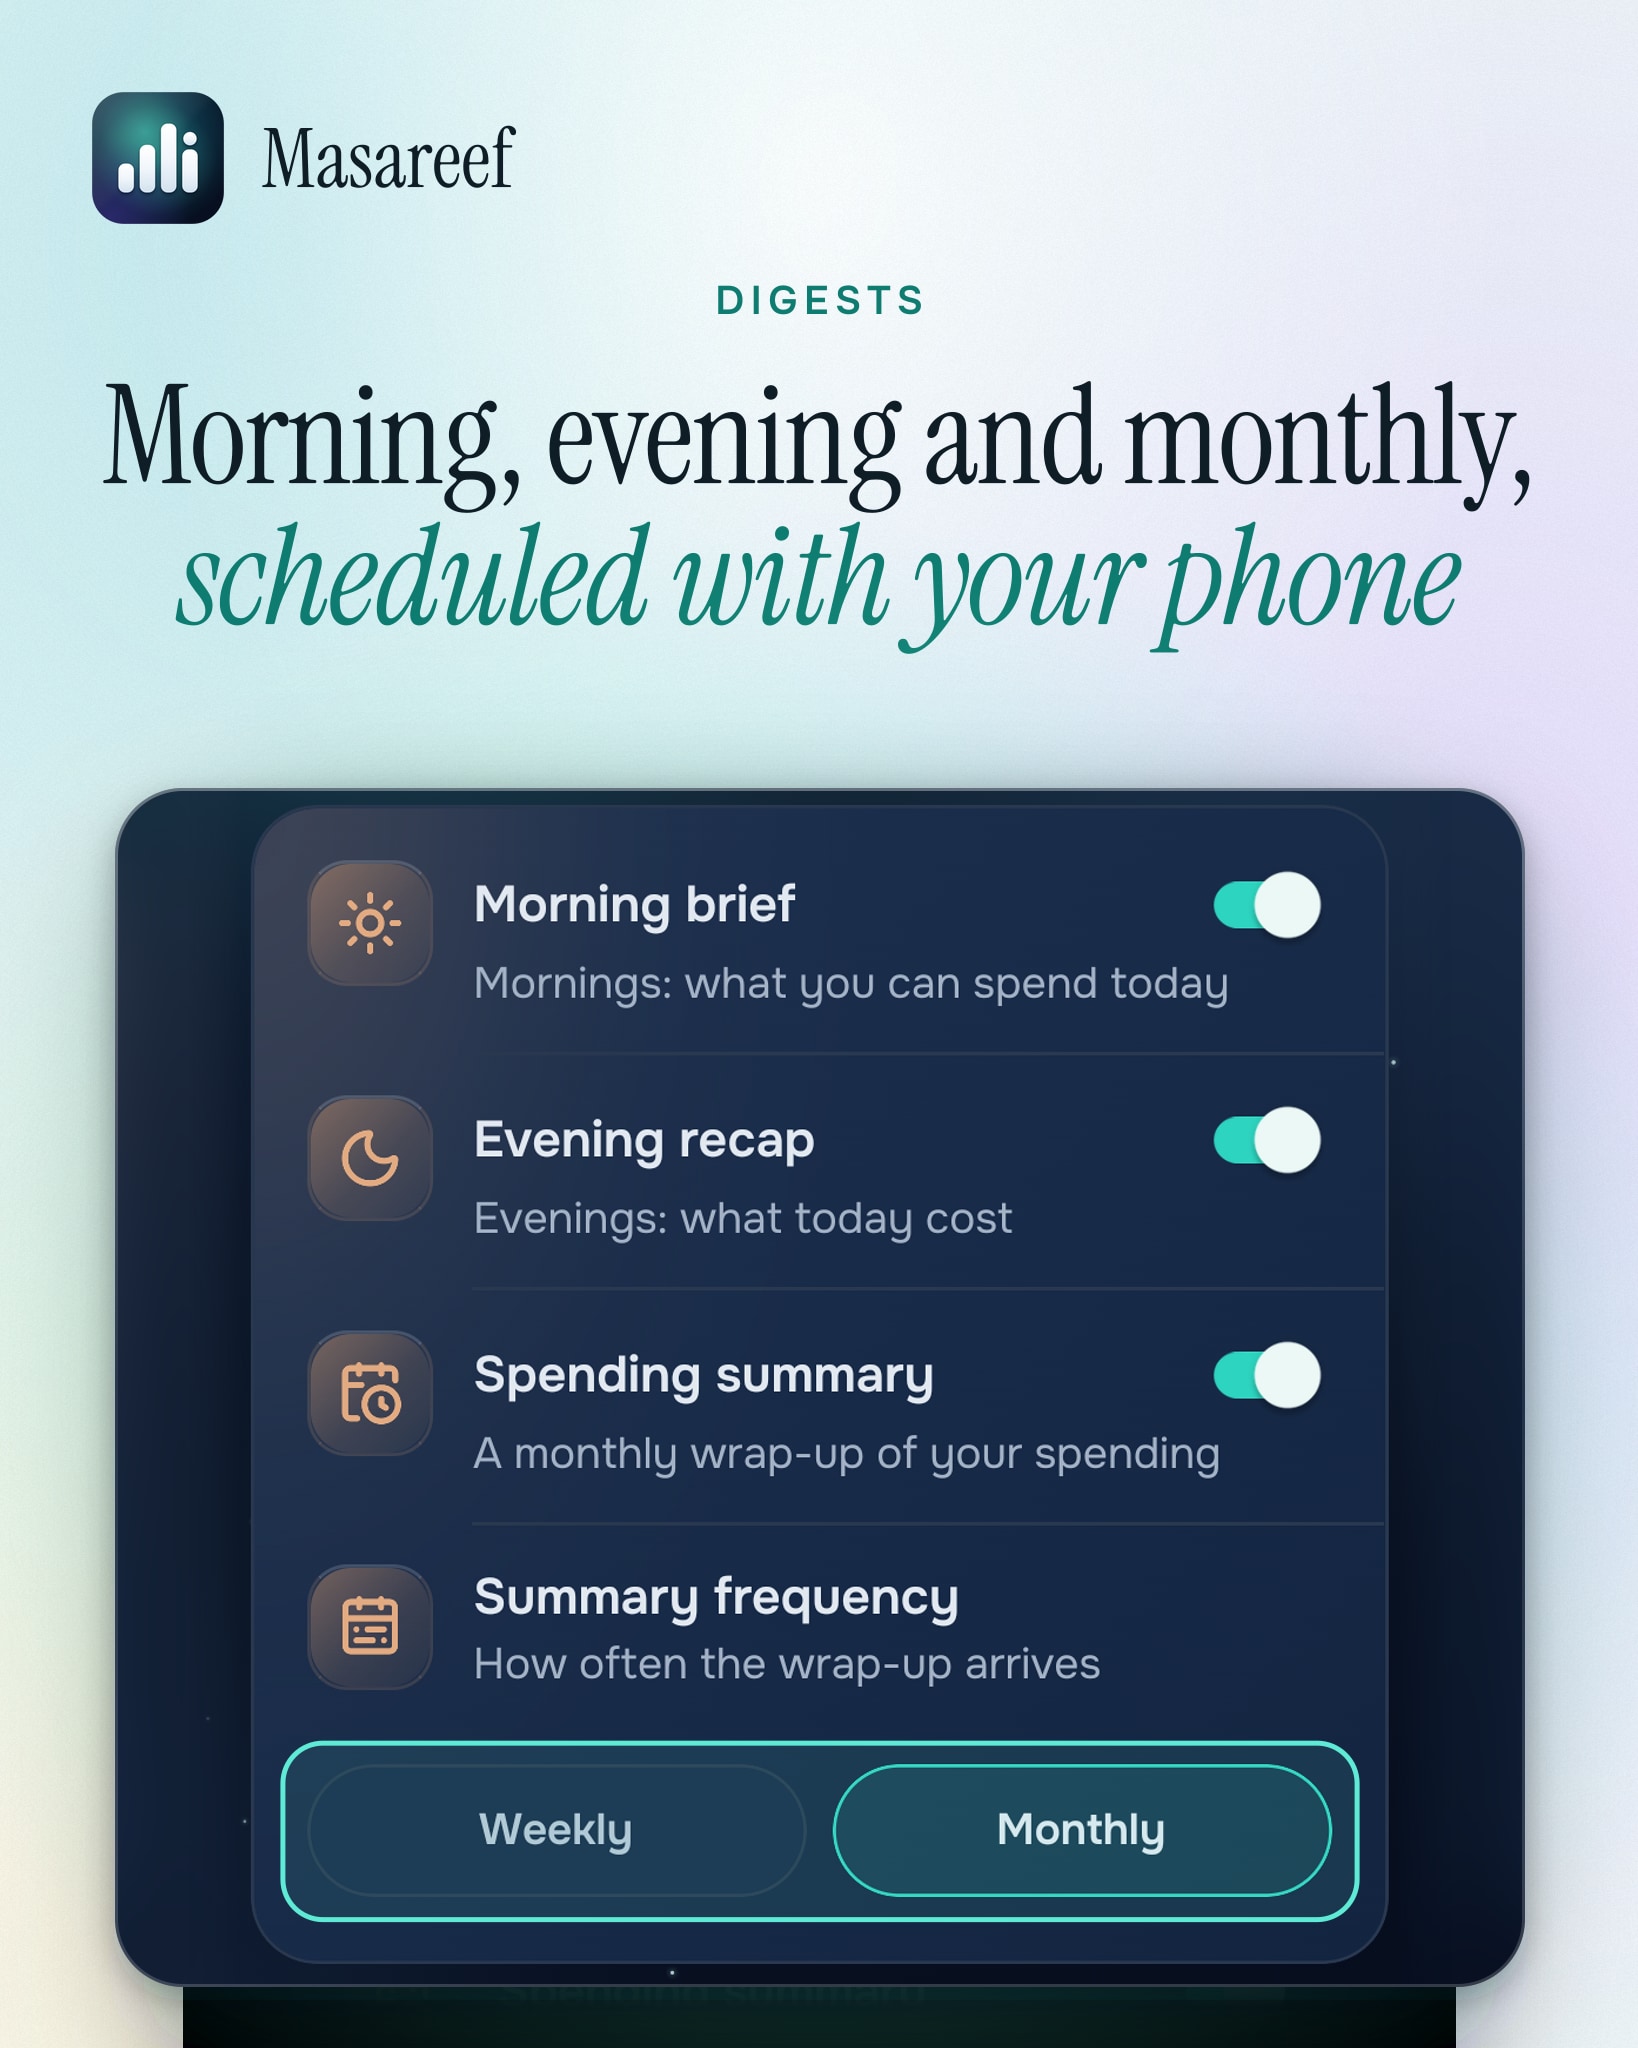 Masareef
DIGESTS
Morning, evening and monthly,
scheduled with your phone
Morning brief
Mornings: what you can spend today
Evening recap
Evenings: what today cost
Spending summary
A monthly wrap-up of your spending
Summary frequency
How often the wrap-up arrives
Weekly
Monthly
Spending summary